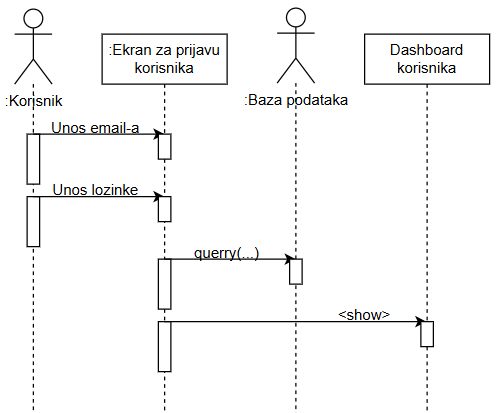 :Ekran za prijavu
korisnika
Dashboard
korisnika
:Korisnik
:Baza podataka
Unos email-a
Unos lozinke
querry(...)
<show>